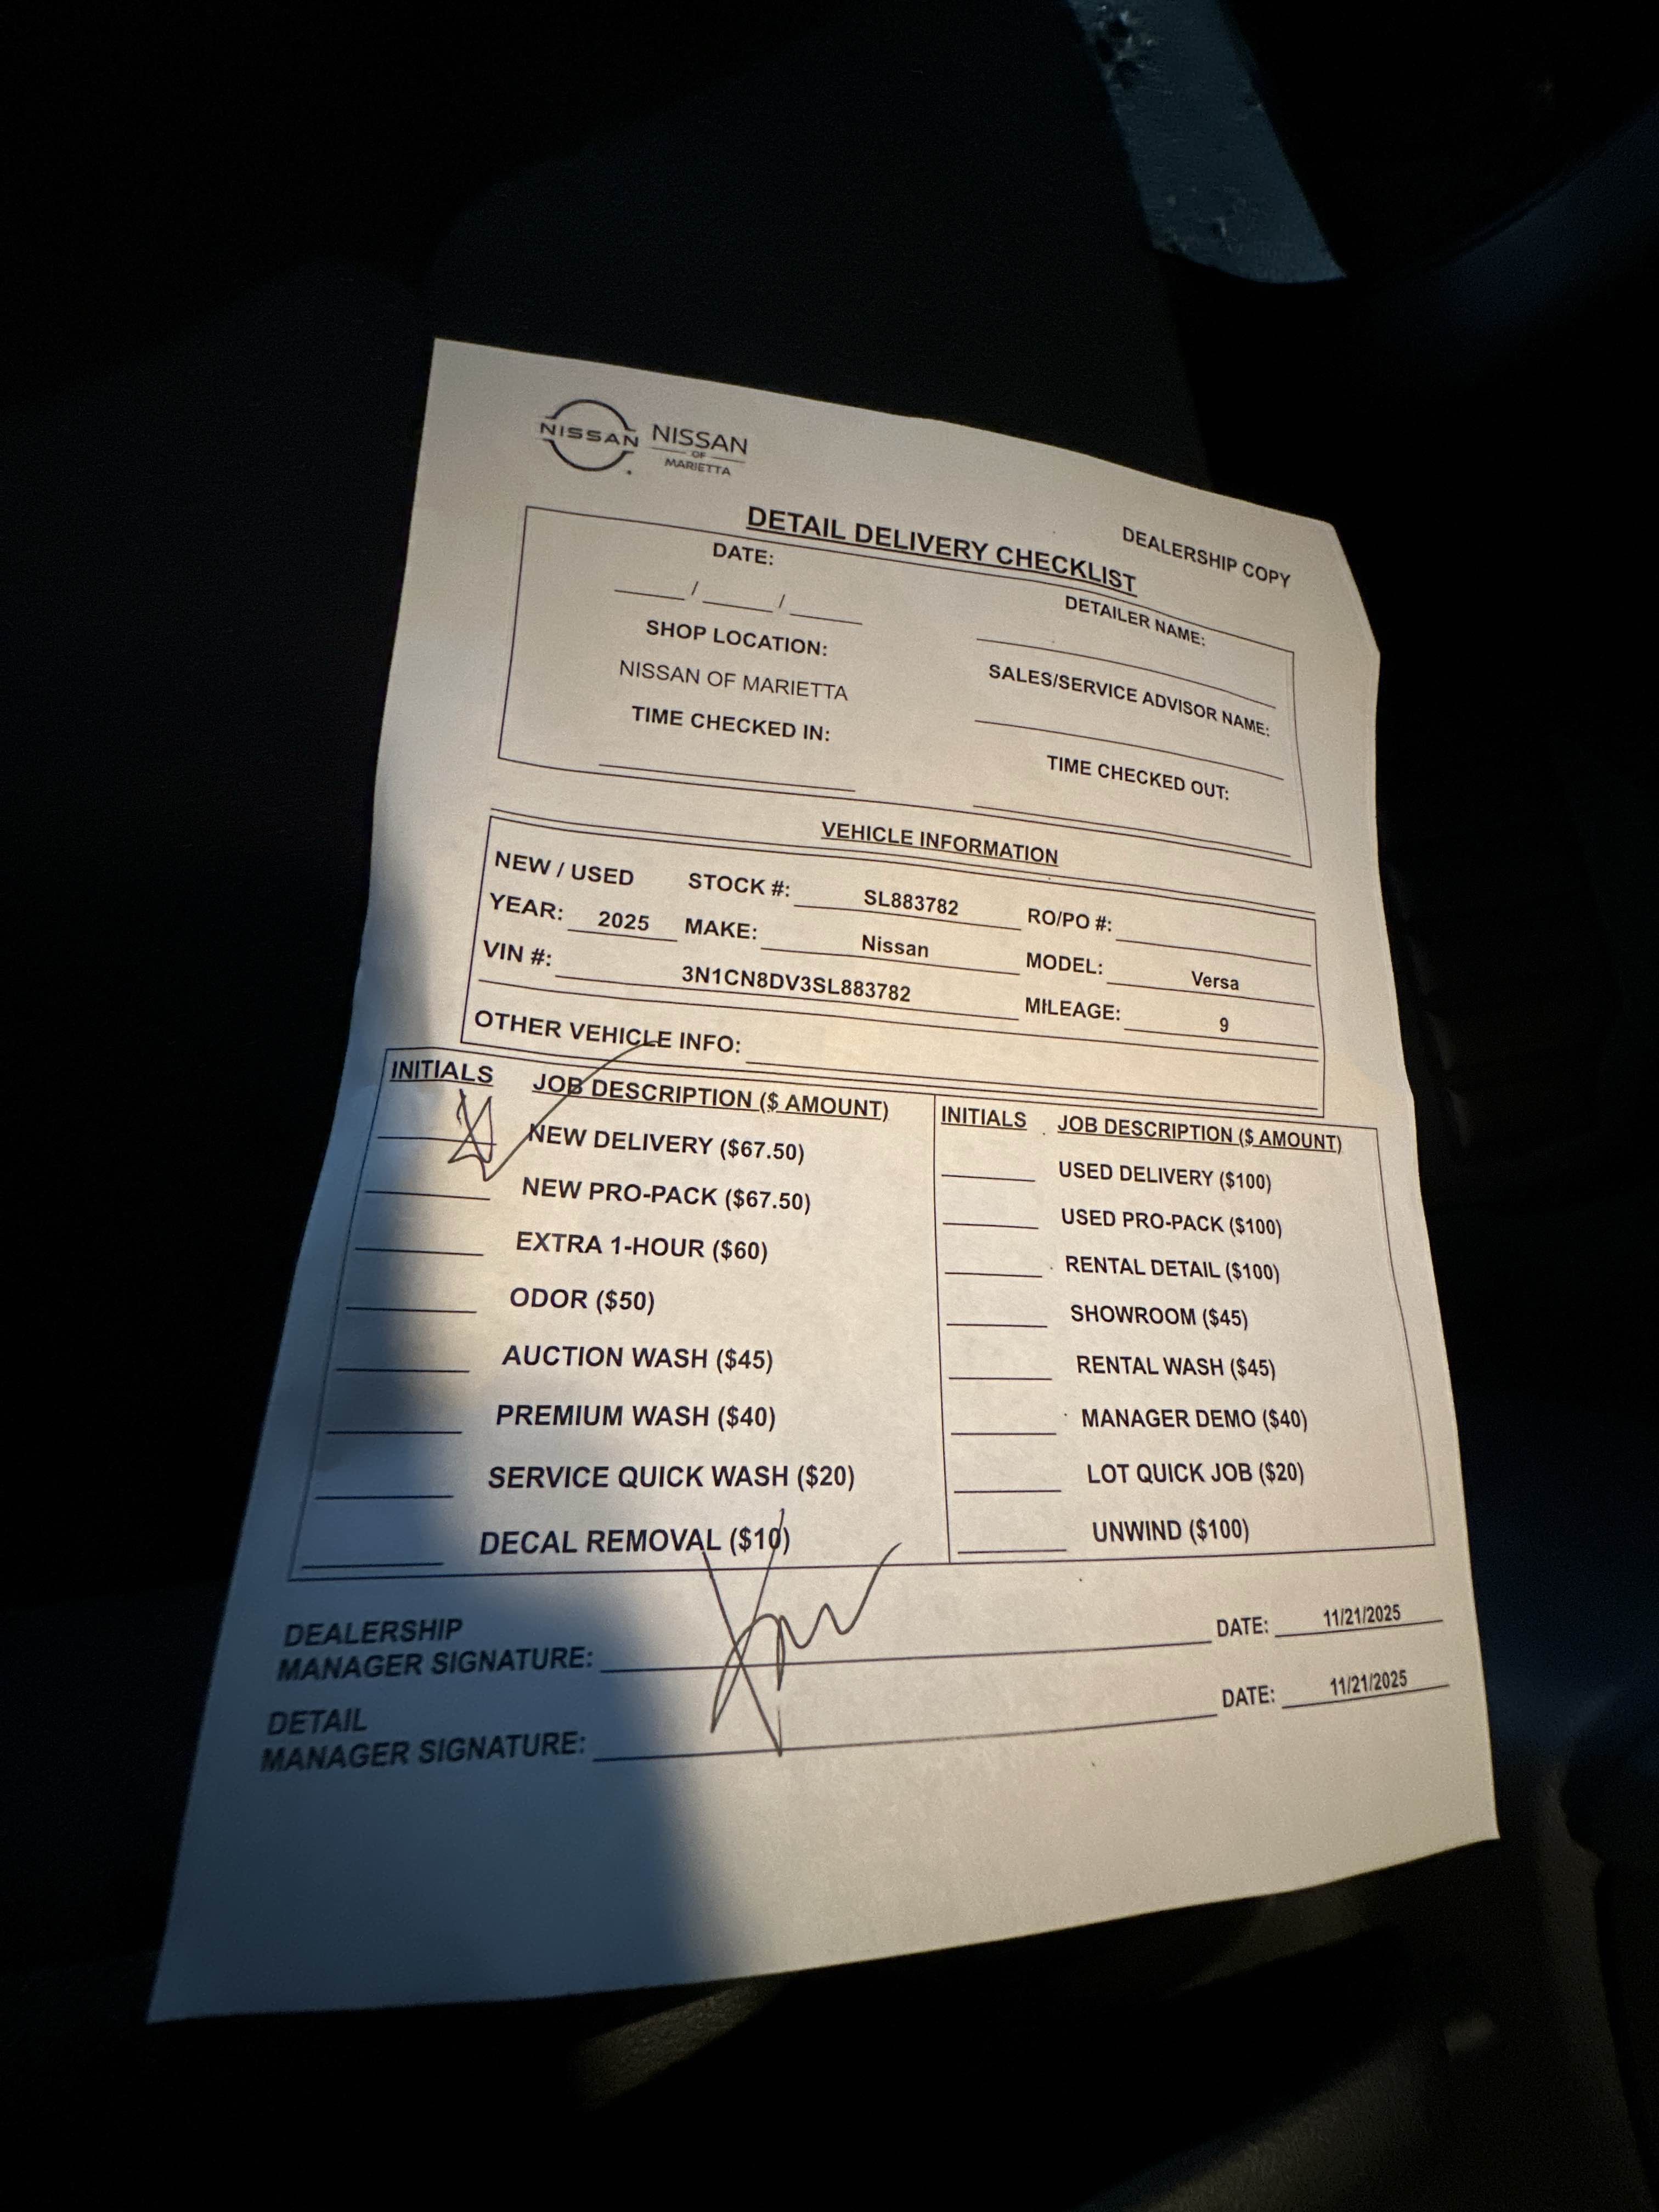 NISSAN NISSAN
OF
MARIETTA
DEALERSHIP COPY
DETAIL DELIVERY CHECKLIST
DATE: DETAILER NAME:
____/____/____
SHOP LOCATION: SALES/SERVICE ADVISOR NAME:
NISSAN OF MARIETTA
TIME CHECKED IN: TIME CHECKED OUT:
VEHICLE INFORMATION
NEW / USED STOCK #: SL883782 RO/PO #:
YEAR: 2025 MAKE: Nissan MODEL: Versa
VIN #: 3N1CN8DV3SL883782 MILEAGE: 9
OTHER VEHICLE INFO:
INITIALS JOB DESCRIPTION ($ AMOUNT)
NEW DELIVERY ($67.50)
NEW PRO-PACK ($67.50)
EXTRA 1-HOUR ($60)
ODOR ($50)
AUCTION WASH ($45)
PREMIUM WASH ($40)
SERVICE QUICK WASH ($20)
DECAL REMOVAL ($10)
INITIALS JOB DESCRIPTION ($ AMOUNT)
USED DELIVERY ($100)
USED PRO-PACK ($100)
RENTAL DETAIL ($100)
SHOWROOM ($45)
RENTAL WASH ($45)
MANAGER DEMO ($40)
LOT QUICK JOB ($20)
UNWIND ($100)
DEALERSHIP
MANAGER SIGNATURE: DATE: 11/21/2025
DETAIL
MANAGER SIGNATURE: DATE: 11/21/2025